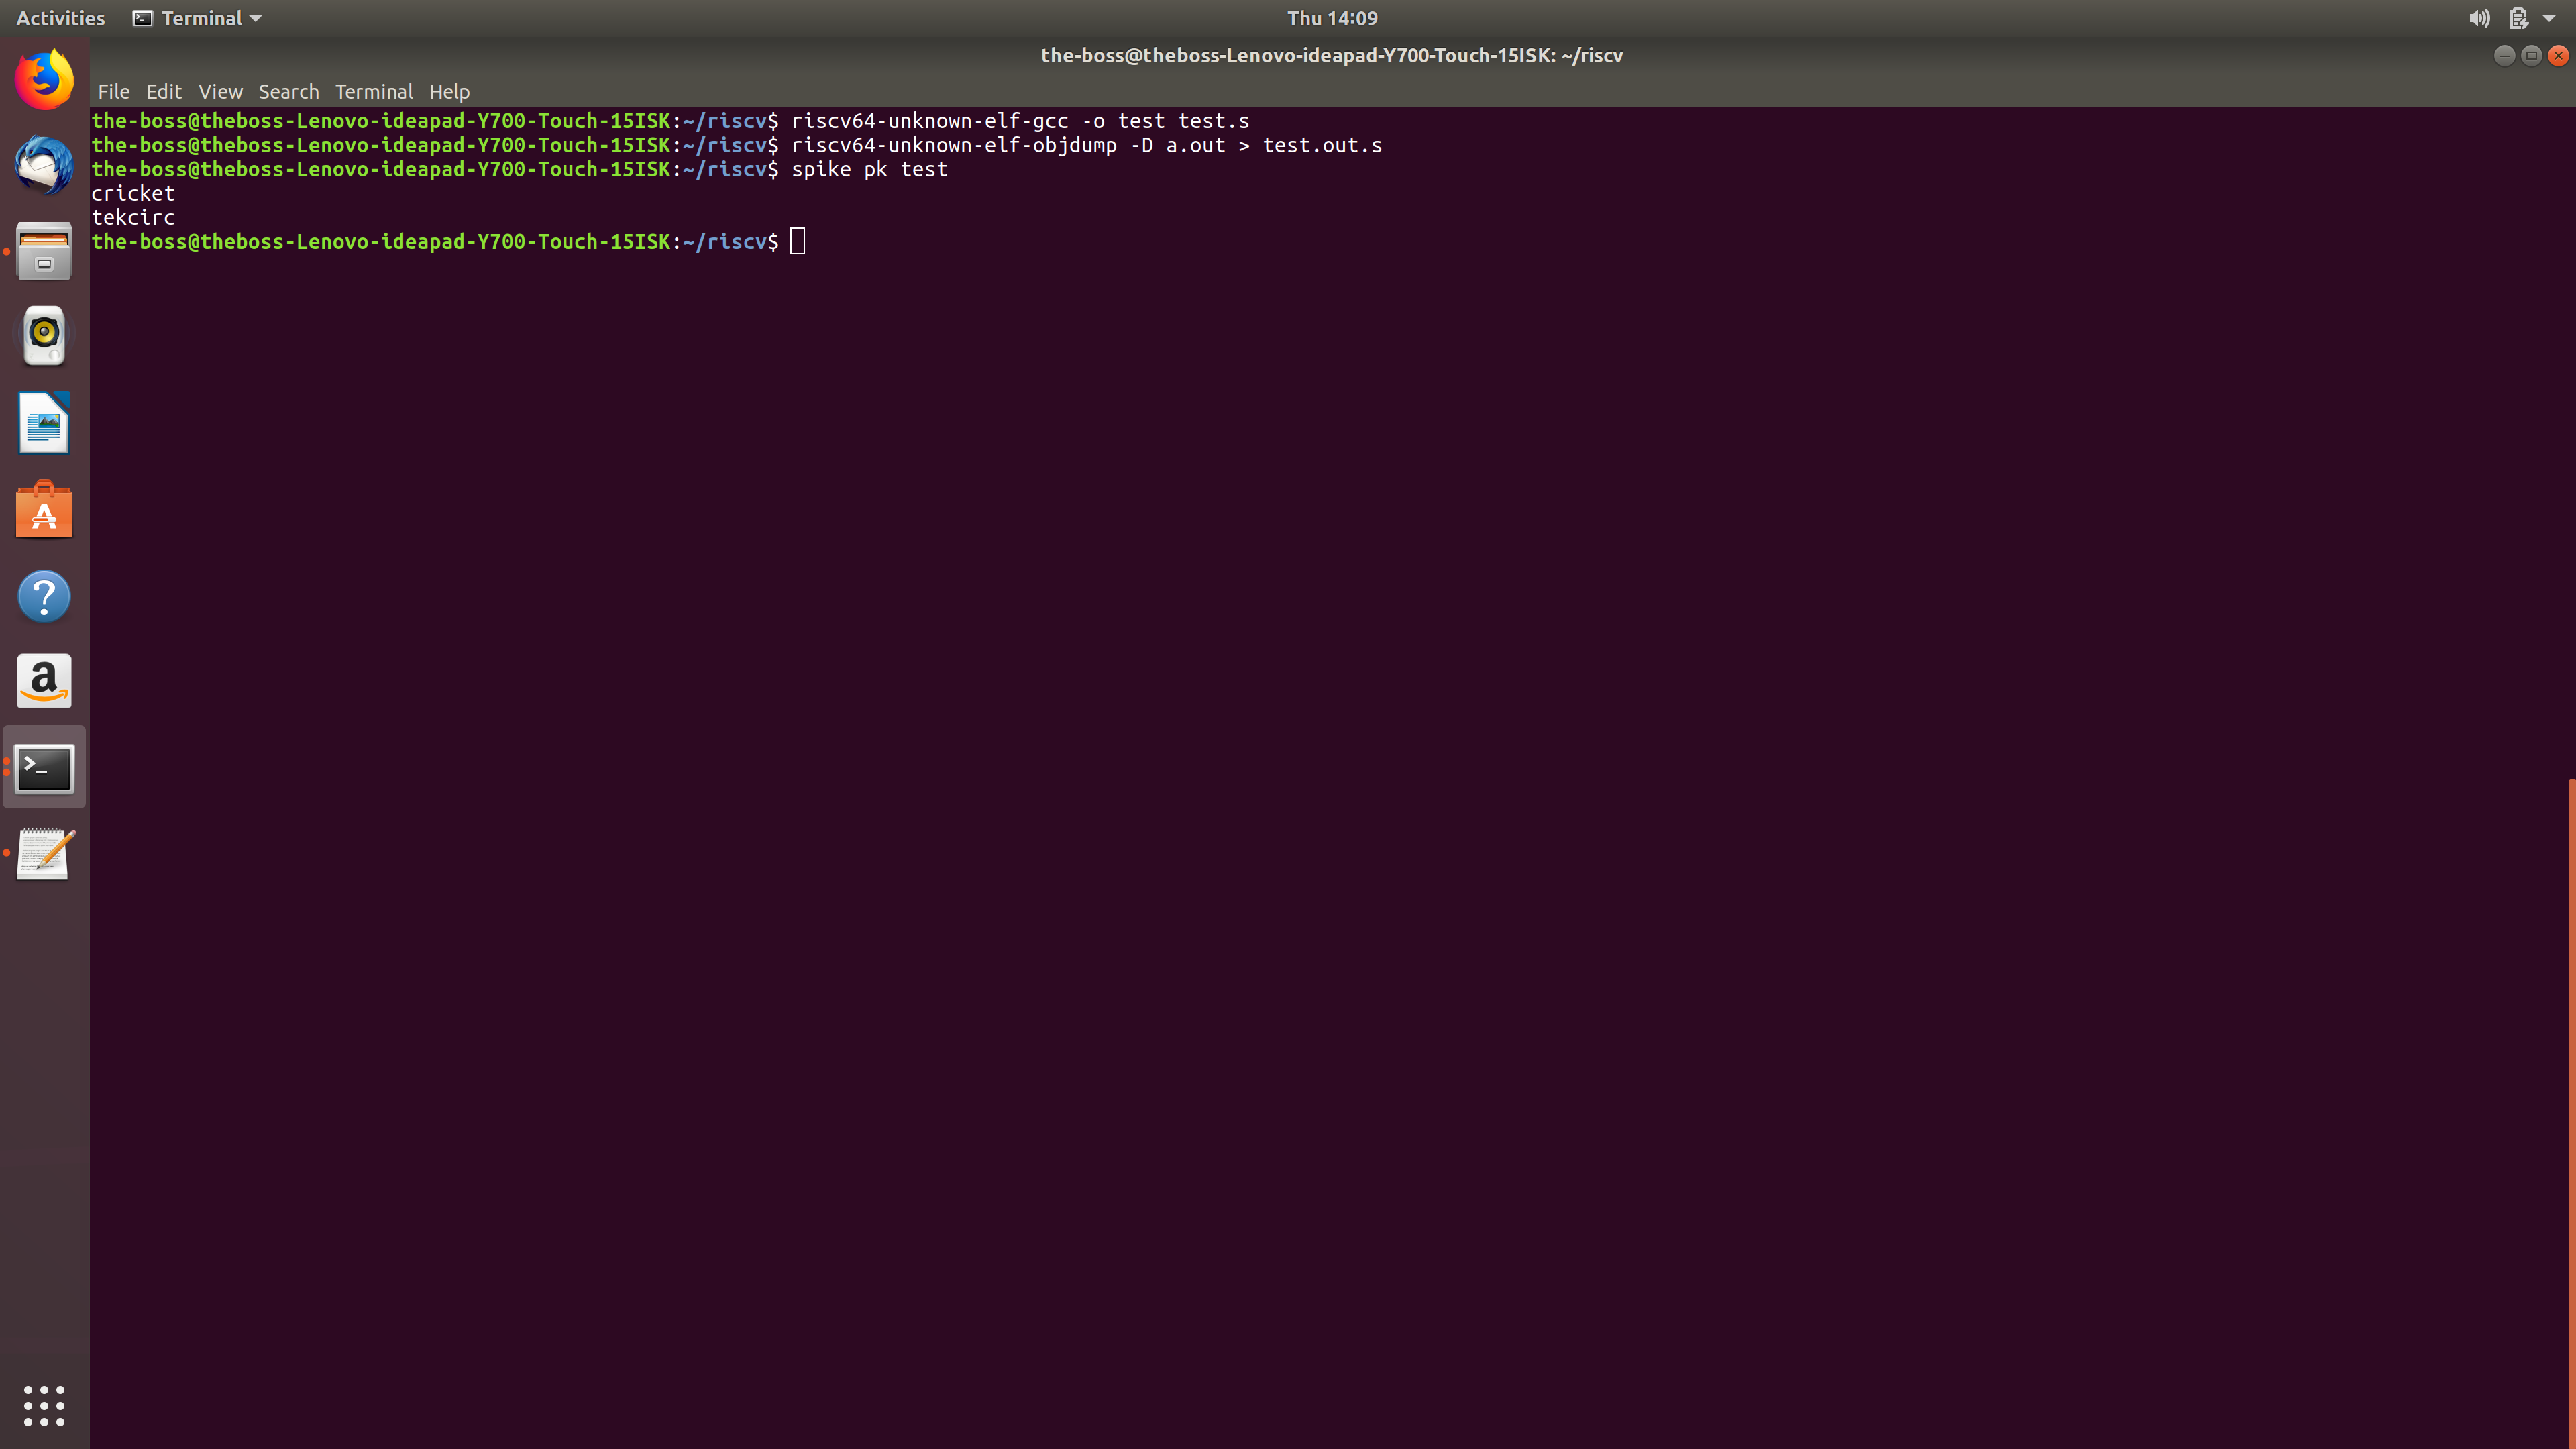 Activities Terminal Thu 14:09
the-boss@theboss-Lenovo-ideapad-Y700-Touch-15ISK: ~/riscv
File Edit View Search Terminal Help
the-boss@theboss-Lenovo-ideapad-Y700-Touch-15ISK:~/riscv$ riscv64-unknown-elf-gcc -o test test.s
the-boss@theboss-Lenovo-ideapad-Y700-Touch-15ISK:~/riscv$ riscv64-unknown-elf-objdump -D a.out > test.out.s
the-boss@theboss-Lenovo-ideapad-Y700-Touch-15ISK:~/riscv$ spike pk test
cricket
tekcirc
the-boss@theboss-Lenovo-ideapad-Y700-Touch-15ISK:~/riscv$